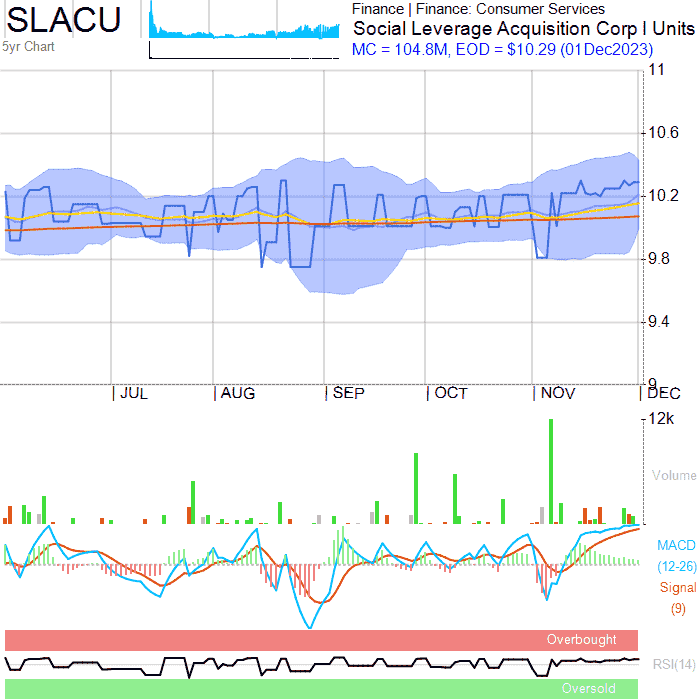 SLACU
5yr Chart
Finance | Finance: Consumer Services
Social Leverage Acquisition Corp I Units
MC = 104.8M, EOD = $10.29 (01Dec2023)
11
10.6
10.2
9.8
9.4
9
JUL AUG SEP OCT NOV DEC
12k
Volume
MACD
(12-26)
Signal
(9)
Overbought
RSI(14)
Oversold